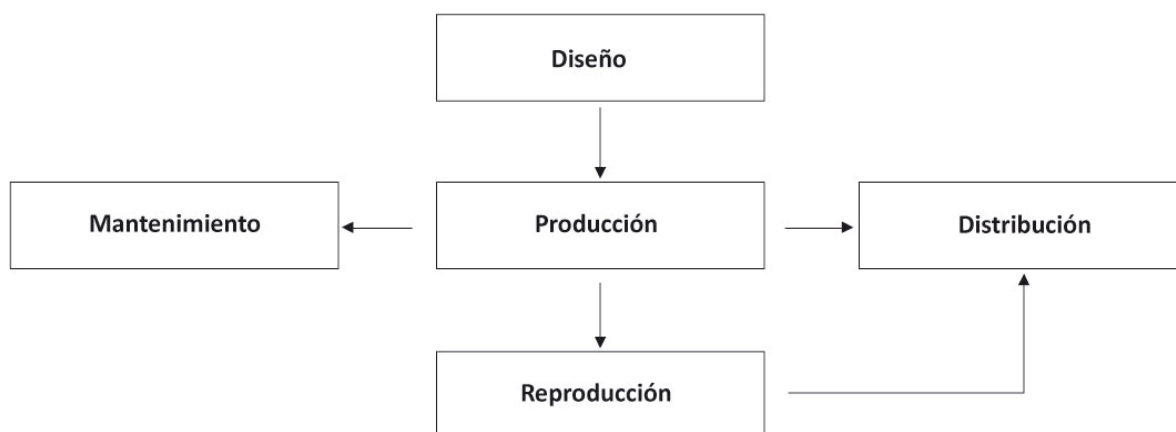 Diseño
Mantenimiento
Producción
Distribución
Reproducción